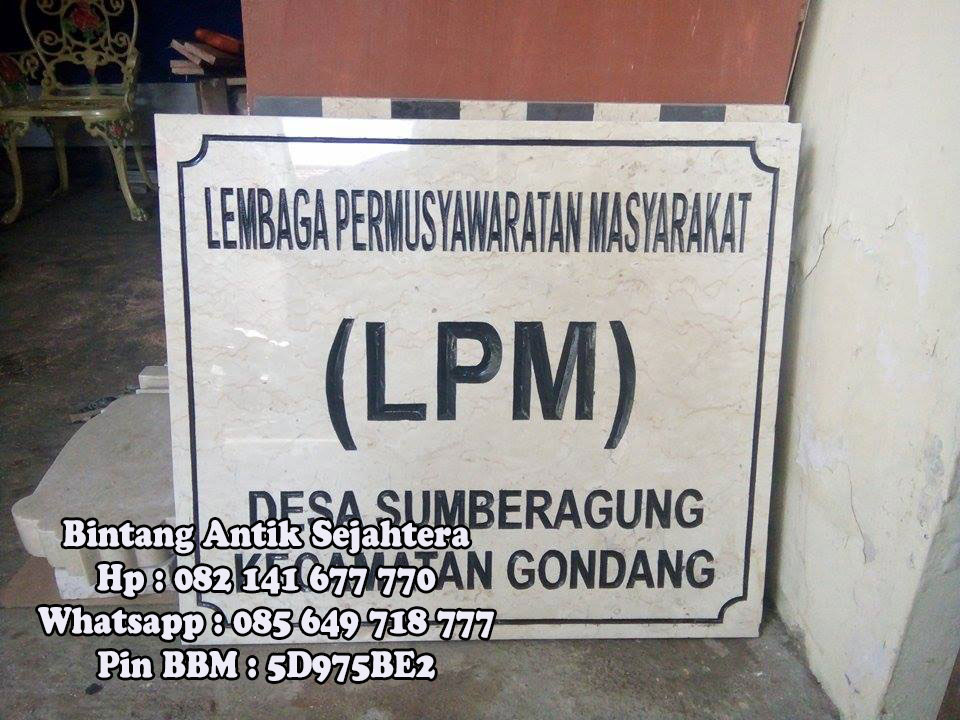 LEMBAGA PERMUSYAWARATAN MASYARAKAT
(LPM)
DESA SUMBERAGUNG
KECAMATAN GONDANG
Bintang Antik Sejahtera
Hp : 082 141 677 770
Whatsapp : 085 649 718 777
Pin BBM : 5D975BE2